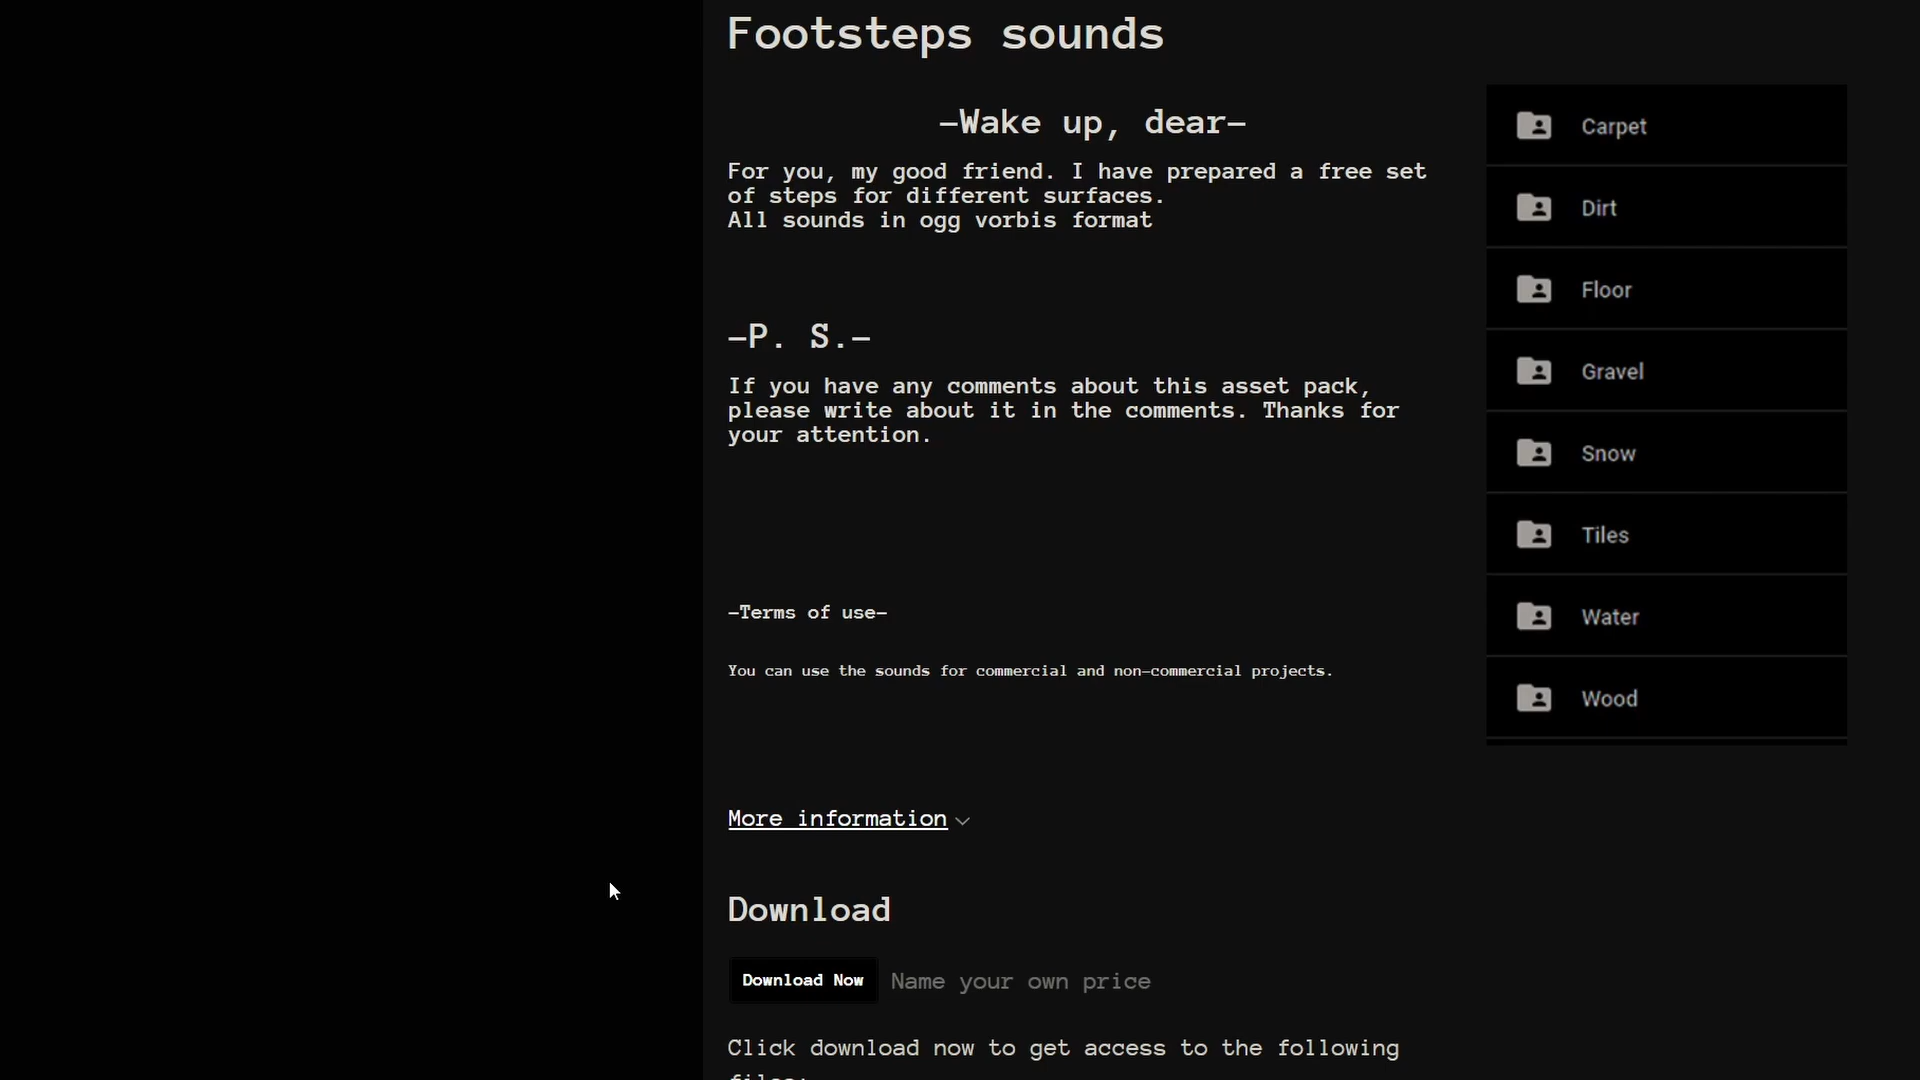 Footsteps sounds
—Wake up, dear—
For you, my good friend. I have prepared a free set
of steps for different surfaces.
All sounds in ogg vorbis format
—P. S.—
If you have any comments about this asset pack,
please write about it in the comments. Thanks for
your attention.
—Terms of use—
You can use the sounds for commercial and non-commercial projects.
More information
Download
Download Now
Name your own price
Click download now to get access to the following
files:
Carpet
Dirt
Floor
Gravel
Snow
Tiles
Water
Wood